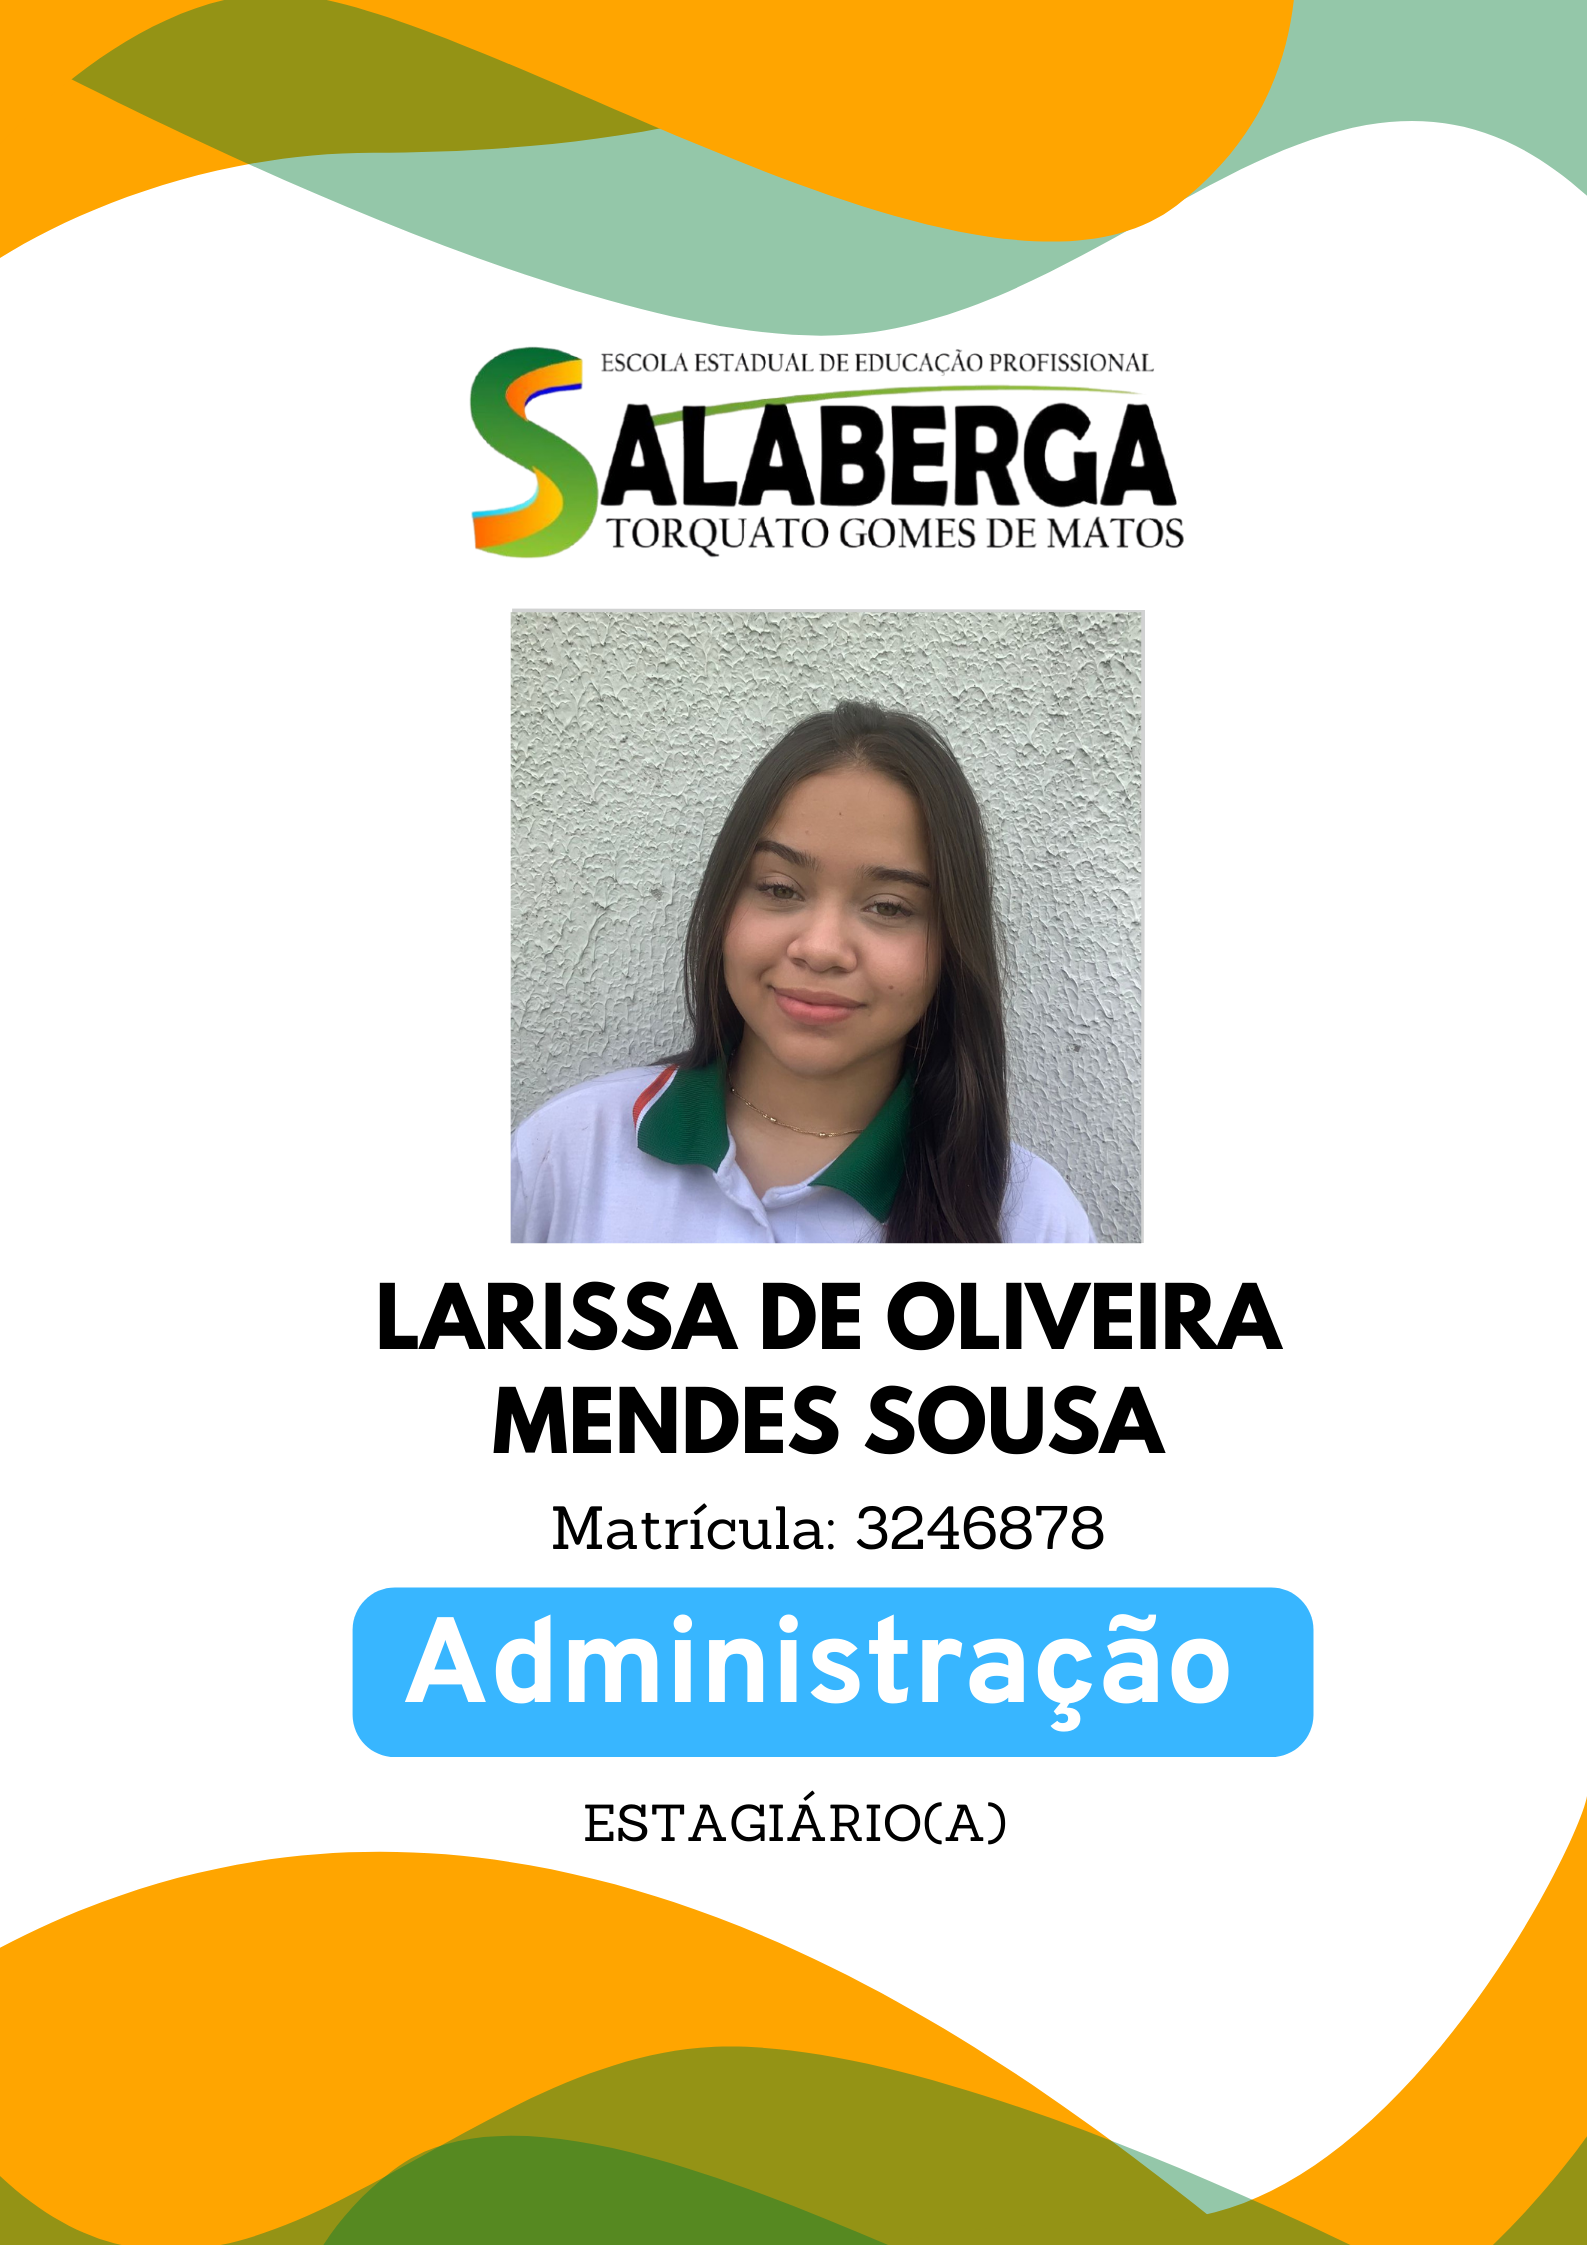 ESCOLA ESTADUAL DE EDUCAÇÃO PROFISSIONAL
SALABERGA
TORQUATO GOMES DE MATOS
LARISSA DE OLIVEIRA
MENDES SOUSA
Matrícula: 3246878
Administração
ESTAGIÁRIO(A)